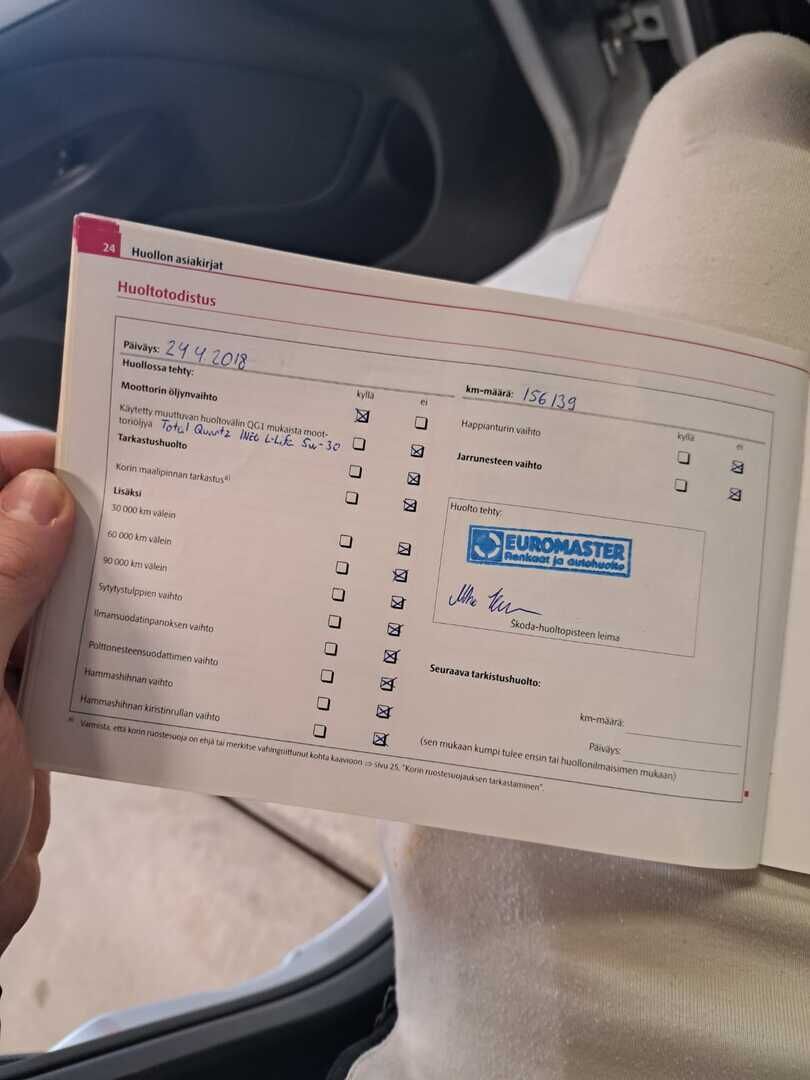 24 Huollon asiakirjat
Huoltotodistus
Päiväys: 24 4 2018
Huollossa tehty:
kyllä ei
Moottorin öljynvaihto
Käytetty muuttuvan huoltovälin QG1 mukaista moot-
toriöljyä Total Quartz INEO L-Life 5w-30
Tarkastushuolto
Korin maalipinnan tarkastus a)
Lisäksi
30 000 km välein
60 000 km välein
90 000 km välein
Sytytystulppien vaihto
Ilmansuodatinpanoksen vaihto
Polttonesteensuodattimen vaihto
Hammashihnan vaihto
Hammashihnan kiristinrullan vaihto
km-määrä: 156139
kyllä ei
Happianturin vaihto
Jarrunesteen vaihto
Huolto tehty:
EUROMASTER
Renkaat ja autohuolto
Škoda-huoltopisteen leima
Seuraava tarkistushuolto:
km-määrä:
Päiväys:
(sen mukaan kumpi tulee ensin tai huollonilmaisimen mukaan)
a) Varmista, että korin ruostesuoja on ehjä tai merkitse vahingoittunut kohta kaavioon ⇒ sivu 25, "Korin ruostesuojauksen tarkastaminen".